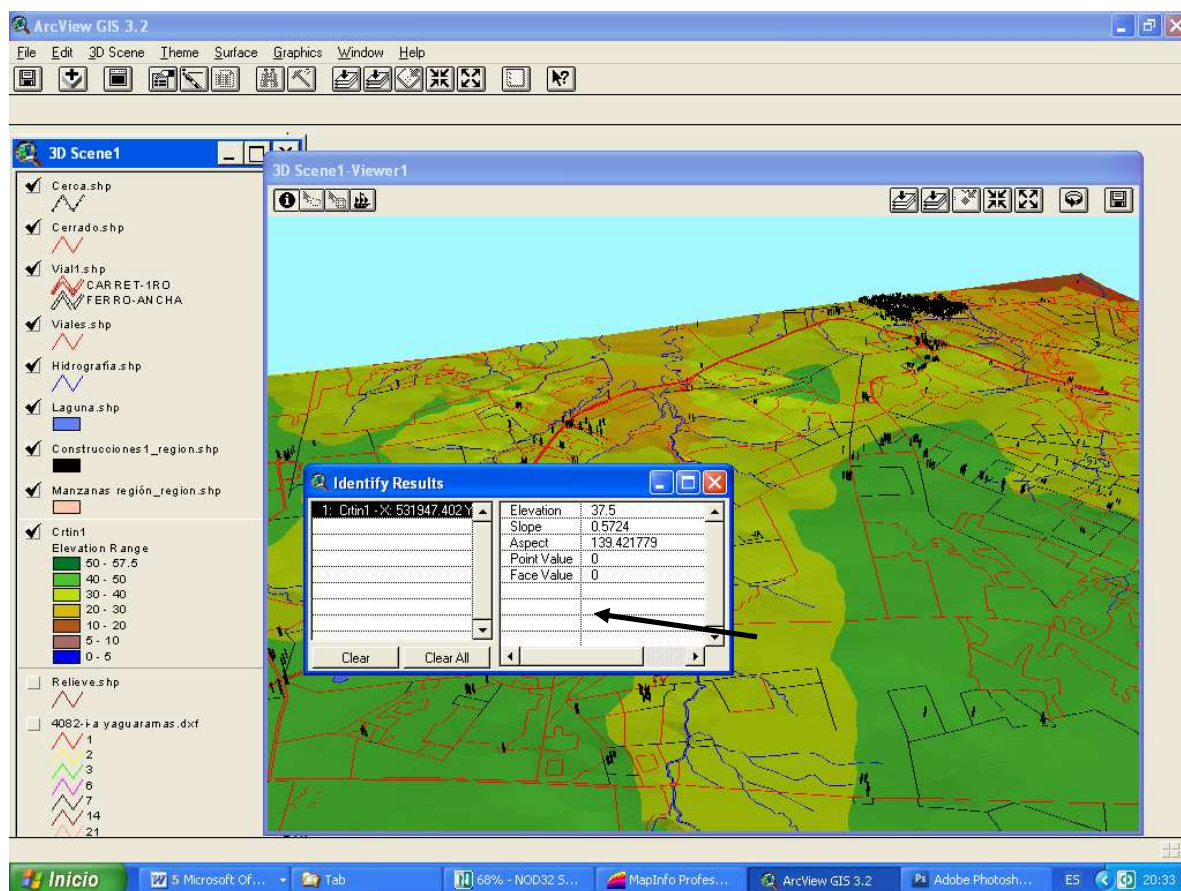 ArcView GIS 3.2
File Edit 3D Scene Theme Surface Graphics Window Help
3D Scene1
Cerca.shp
Cerrado.shp
Vial1.shp
CARRET-1RO
FERRO-ANCHA
Viales.shp
Hidrografía.shp
Laguna.shp
Construcciones1_region.shp
Manzanas región_region.shp
Crtin1
Elevation Range
50 - 57.5
40 - 50
30 - 40
20 - 30
10 - 20
5 - 10
0 - 5
Relieve.shp
4082-i-a yaguaramas.dxf
1
2
3
6
7
14
21
3D Scene1-Viewer1
Identify Results
1: Crtin1 - X: 531947.402 Y
Elevation 37.5
Slope 0.5724
Aspect 139.421779
Point Value 0
Face Value 0
Clear Clear All
Inicio 5 Microsoft Of... Tab 68% - NOD32 S... MapInfo Profes... ArcView GIS 3.2 Adobe Photosh... ES 20:33